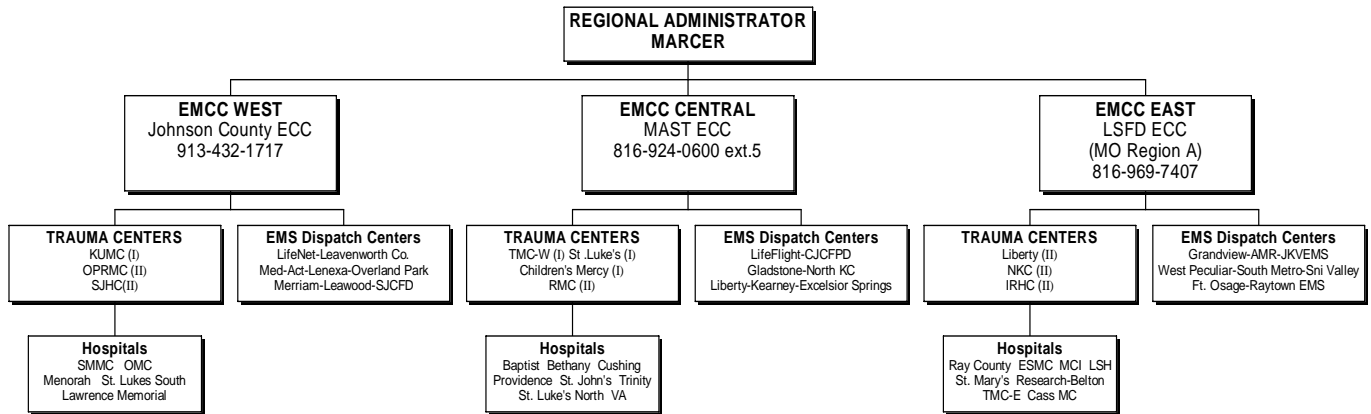 REGIONAL ADMINISTRATOR
MARCER
EMCC WEST
Johnson County ECC
913-432-1717
EMCC CENTRAL
MAST ECC
816-924-0600 ext.5
EMCC EAST
LSFD ECC
(MO Region A)
816-969-7407
TRAUMA CENTERS
KUMC (I)
OPRMC (II)
SJHC(II)
EMS Dispatch Centers
LifeNet-Leavenworth Co.
Med-Act-Lenexa-Overland Park
Merriam-Leawood-SJCFD
TRAUMA CENTERS
TMC-W (I) St .Luke's (I)
Children's Mercy (I)
RMC (II)
EMS Dispatch Centers
LifeFlight-CJCFPD
Gladstone-North KC
Liberty-Kearney-Excelsior Springs
TRAUMA CENTERS
Liberty (II)
NKC (II)
IRHC (II)
EMS Dispatch Centers
Grandview-AMR-JKVEMS
West Peculiar-South Metro-Sni Valley
Ft. Osage-Raytown EMS
Hospitals
SMMC OMC
Menorah St. Lukes South
Lawrence Memorial
Hospitals
Baptist Bethany Cushing
Providence St. John's Trinity
St. Luke's North VA
Hospitals
Ray County ESMC MCI LSH
St. Mary's Research-Belton
TMC-E Cass MC